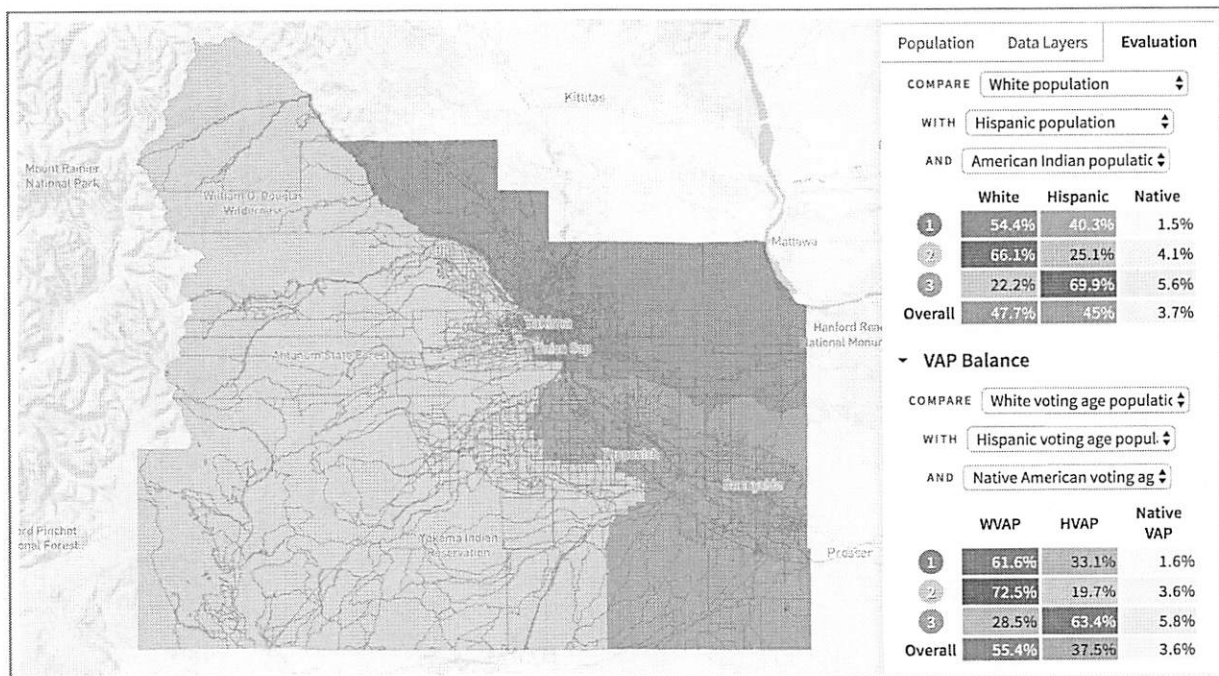 Kittitas
Mount Rainier
National Park
William O. Douglas
Wilderness
Mattawa
Yakima
Union Gap
Hanford Rea
National Monu
Ahtanum State Forest
Toppenish
Sunnyside
ord Pinchot
onal Forest
Yakama Indian
Reservation
Prosser
Population Data Layers Evaluation
COMPARE White population
WITH Hispanic population
AND American Indian populatic
White Hispanic Native
1 54.4% 40.3% 1.5%
2 66.1% 25.1% 4.1%
3 22.2% 69.9% 5.6%
Overall 47.7% 45% 3.7%
VAP Balance
COMPARE White voting age populatic
WITH Hispanic voting age popul
AND Native American voting ag
WVAP HVAP Native
VAP
1 61.6% 33.1% 1.6%
2 72.5% 19.7% 3.6%
3 28.5% 63.4% 5.8%
Overall 55.4% 37.5% 3.6%